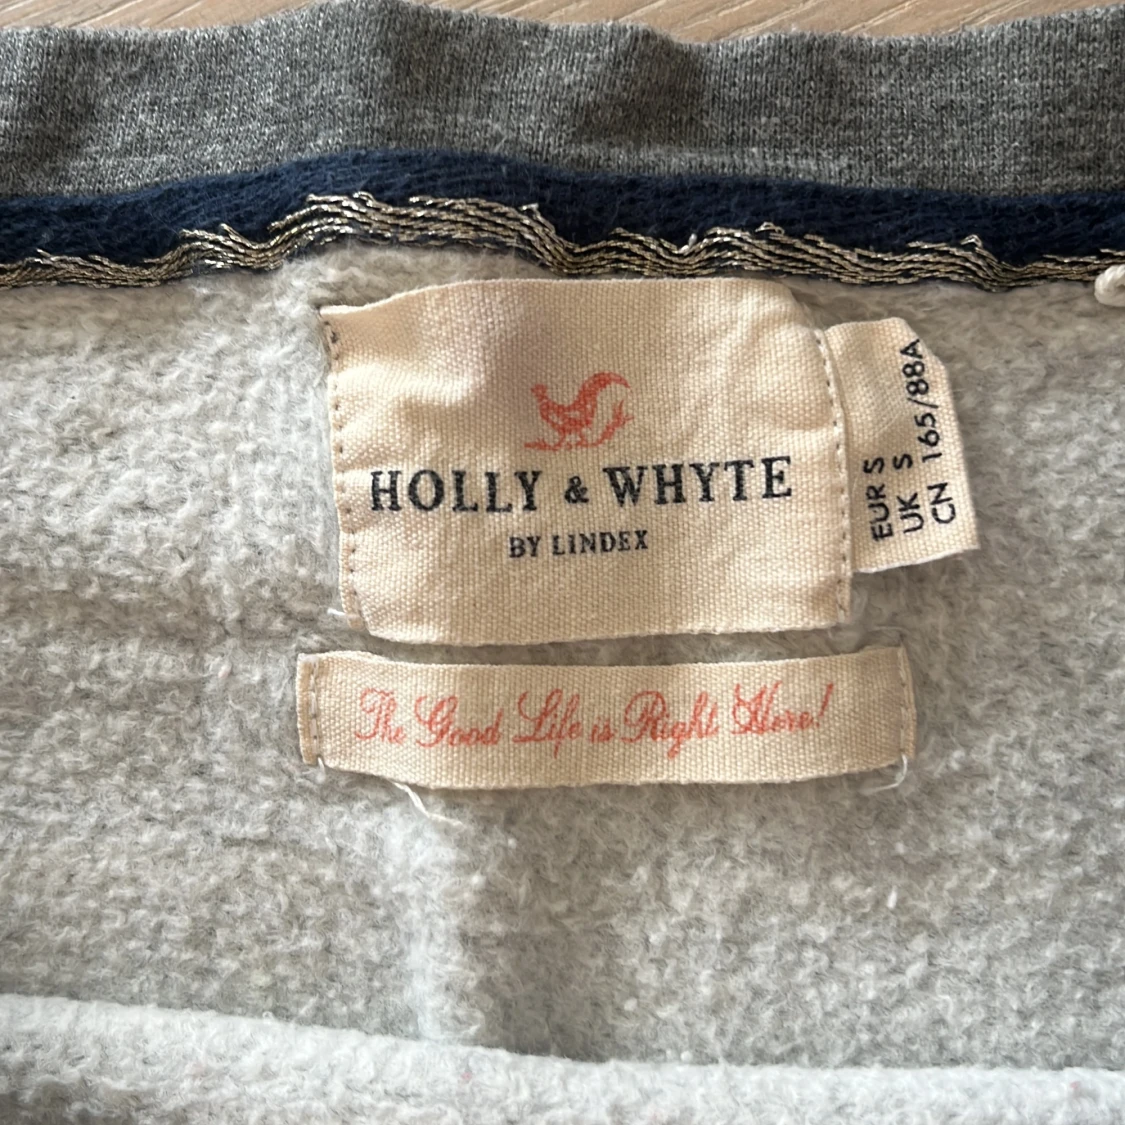 HOLLY & WHYTE
BY LINDEX
EUR S
UK S
CN 165/88A
The Good Life is Right Here!